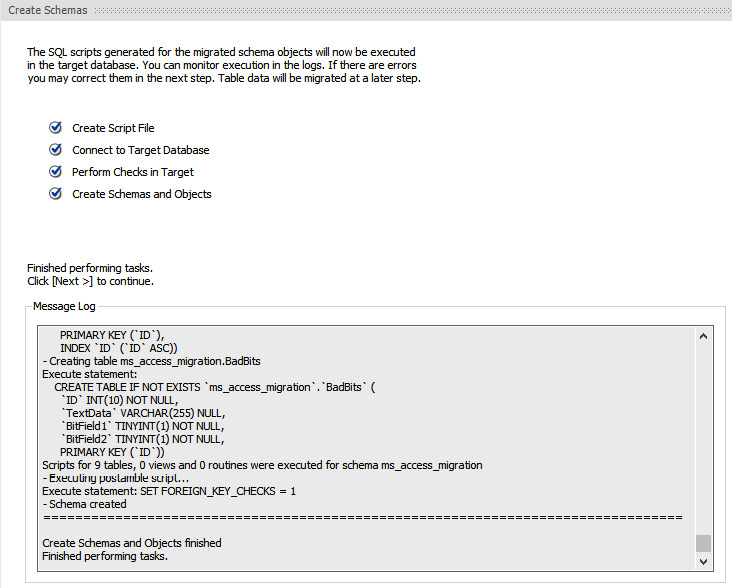 Create Schemas
The SQL scripts generated for the migrated schema objects will now be executed
in the target database. You can monitor execution in the logs. If there are errors
you may correct them in the next step. Table data will be migrated at a later step.
Create Script File
Connect to Target Database
Perform Checks in Target
Create Schemas and Objects
Finished performing tasks.
Click [Next >] to continue.
Message Log
PRIMARY KEY (`ID`),
INDEX `ID` (`ID` ASC))
- Creating table ms_access_migration.BadBits
Execute statement:
CREATE TABLE IF NOT EXISTS `ms_access_migration`.`BadBits` (
`ID` INT(10) NOT NULL,
`TextData` VARCHAR(255) NULL,
`BitField1` TINYINT(1) NOT NULL,
`BitField2` TINYINT(1) NOT NULL,
PRIMARY KEY (`ID`))
Scripts for 9 tables, 0 views and 0 routines were executed for schema ms_access_migration
- Executing postamble script...
Execute statement: SET FOREIGN_KEY_CHECKS = 1
- Schema created
================================================================================
Create Schemas and Objects finished
Finished performing tasks.